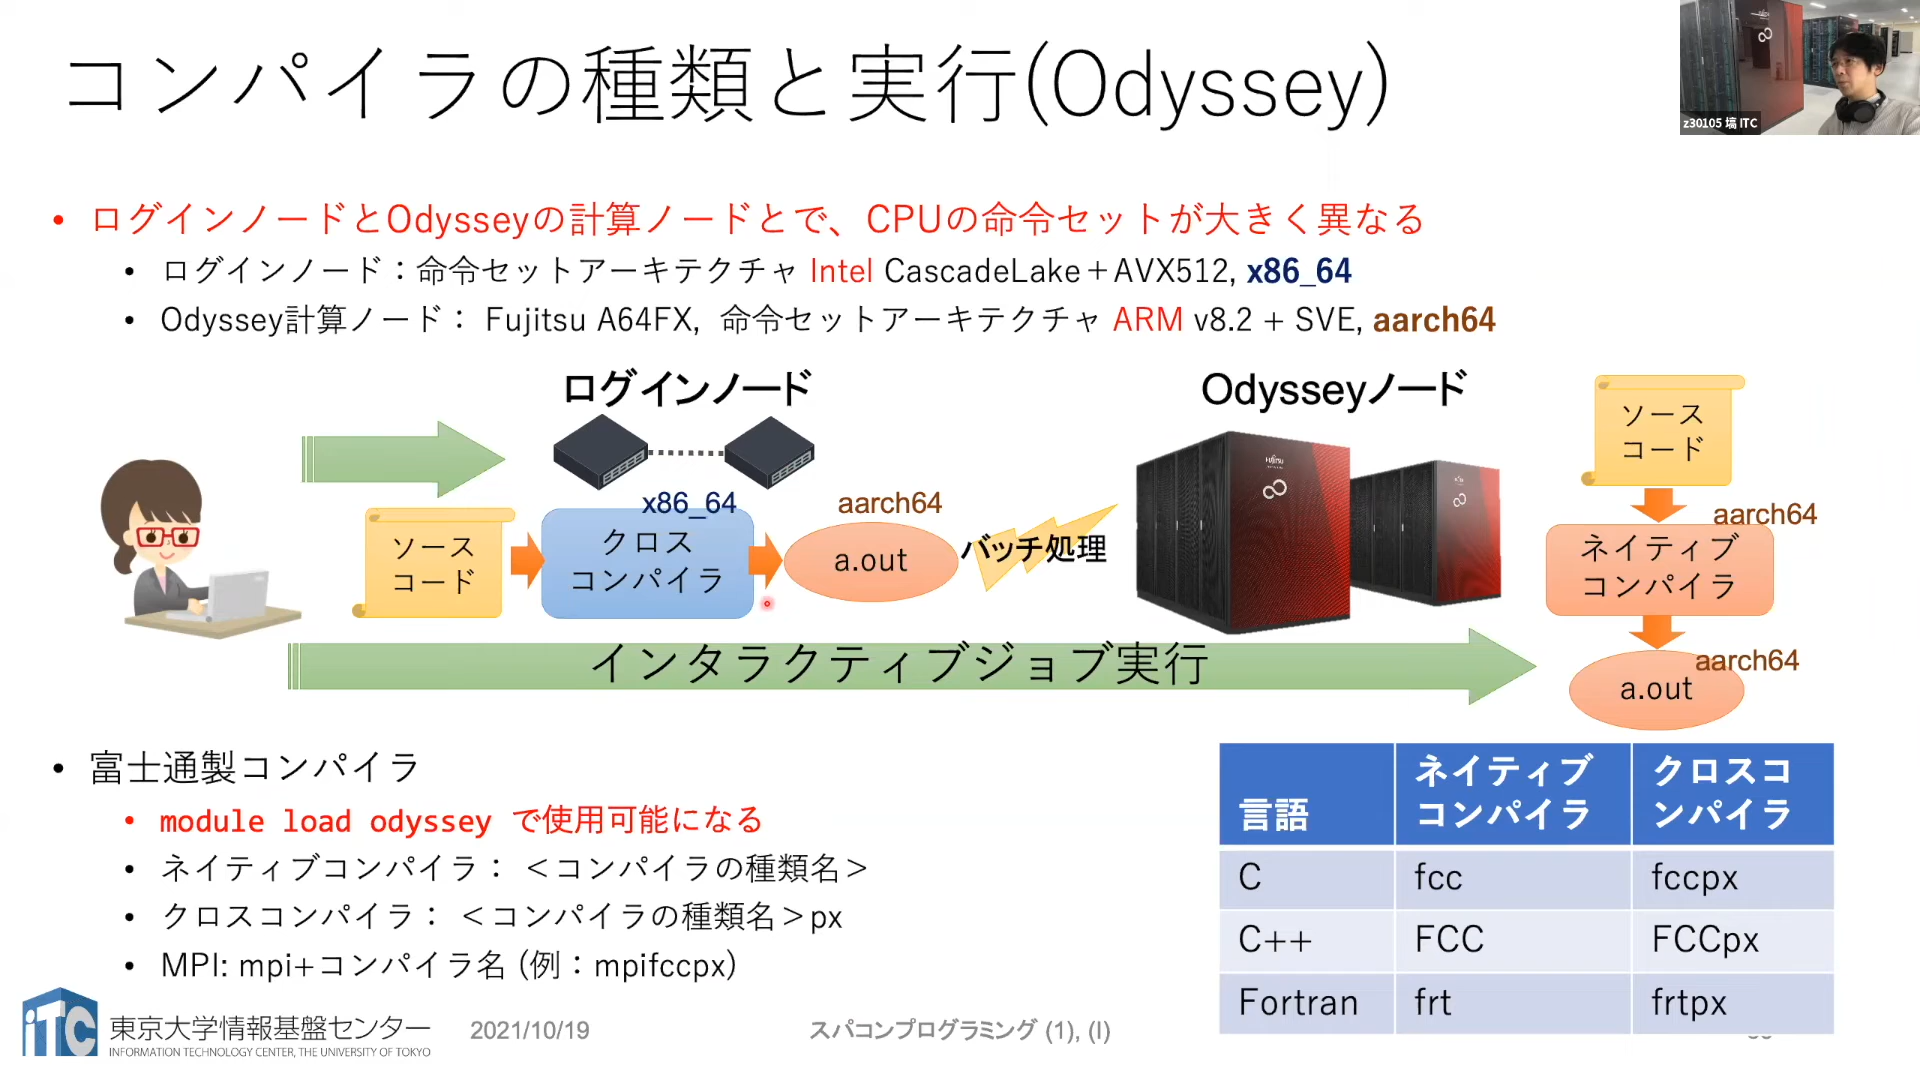 コンパイラの種類と実行(Odyssey)
z30105 塙 ITC
• ログインノードとOdysseyの計算ノードとで、CPUの命令セットが大きく異なる
• ログインノード：命令セットアーキテクチャ Intel CascadeLake＋AVX512, x86_64
• Odyssey計算ノード： Fujitsu A64FX, 命令セットアーキテクチャ ARM v8.2 + SVE, aarch64
ログインノード
Odysseyノード
ソース
コード
x86_64
クロス
コンパイラ
aarch64
a.out
バッチ処理
FUJITSU
ソース
コード
aarch64
ネイティブ
コンパイラ
aarch64
a.out
インタラクティブジョブ実行
• 富士通製コンパイラ
• module load odyssey で使用可能になる
• ネイティブコンパイラ： ＜コンパイラの種類名＞
• クロスコンパイラ： ＜コンパイラの種類名＞px
• MPI: mpi+コンパイラ名 (例：mpifccpx)
言語 ネイティブコンパイラ クロスコンパイラ
C fcc fccpx
C++ FCC FCCpx
Fortran frt frtpx
iTC 東京大学情報基盤センター
INFORMATION TECHNOLOGY CENTER, THE UNIVERSITY OF TOKYO
2021/10/19
スパコンプログラミング (1), (I)